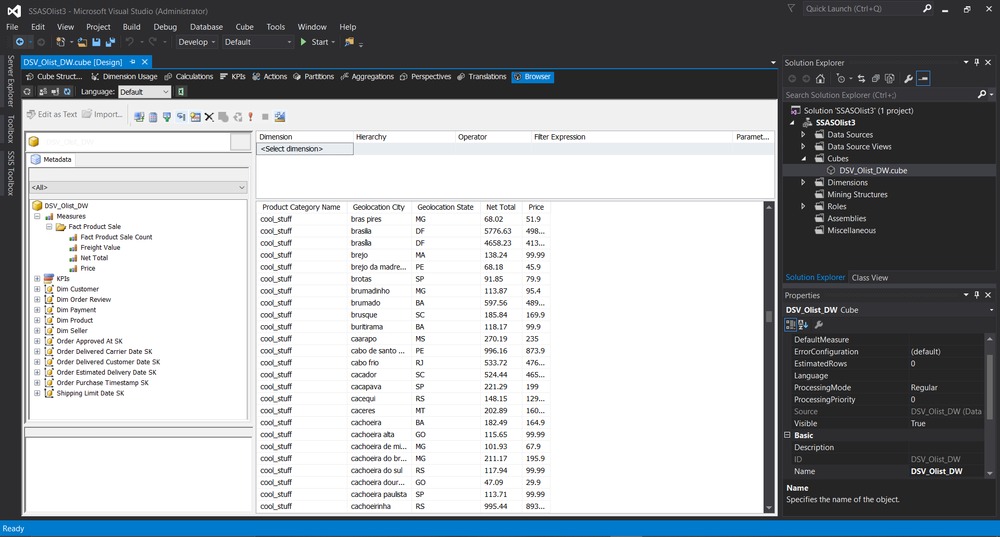 SSASOlist3 - Microsoft Visual Studio (Administrator)
Quick Launch (Ctrl+Q)
File Edit View Project Build Debug Database Cube Tools Window Help
Develop Default Start
Server Explorer
Toolbox
SSIS Toolbox
DSV_Olist_DW.cube [Design]
Cube Struct... Dimension Usage Calculations KPIs Actions Partitions Aggregations Perspectives Translations Browser
Language: Default
Edit as Text Import...
DSV_Olist_DW
Metadata
<All>
DSV_Olist_DW
Measures
Fact Product Sale
Fact Product Sale Count
Freight Value
Net Total
Price
KPIs
Dim Customer
Dim Order Review
Dim Payment
Dim Product
Dim Seller
Order Approved At SK
Order Delivered Carrier Date SK
Order Delivered Customer Date SK
Order Estimated Delivery Date SK
Order Purchase Timestamp SK
Shipping Limit Date SK
Dimension Hierarchy Operator Filter Expression Paramet...
<Select dimension>
Product Category Name Geolocation City Geolocation State Net Total Price
cool_stuff bras pires MG 68.02 51.9
cool_stuff brasilia DF 5776.63 498...
cool_stuff brasília DF 4658.23 413...
cool_stuff brejo MA 138.24 99.99
cool_stuff brejo da madre... PE 68.18 45.9
cool_stuff brotas SP 91.85 79.9
cool_stuff brumadinho MG 113.87 95.4
cool_stuff brumado BA 597.56 489...
cool_stuff brusque SC 185.84 169.9
cool_stuff buritirama BA 118.17 99.9
cool_stuff caarapo MS 270.19 235
cool_stuff cabo de santo ... PE 996.16 873.9
cool_stuff cabo frio RJ 533.72 476...
cool_stuff cacador SC 524.44 465...
cool_stuff cacapava SP 221.29 199
cool_stuff cacequi RS 148.15 129...
cool_stuff caceres MT 202.89 160...
cool_stuff cachoeira BA 182.49 164.9
cool_stuff cachoeira alta GO 115.65 99.99
cool_stuff cachoeira de mi... MG 101.93 67.9
cool_stuff cachoeira do br... MG 211.17 195.9
cool_stuff cachoeira do sul RS 117.94 99.99
cool_stuff cachoeira dour... GO 47.09 29.9
cool_stuff cachoeira paulista SP 113.71 99.99
cool_stuff cachoeirinha RS 995.44 893...
Solution Explorer
Search Solution Explorer (Ctrl+;)
Solution 'SSASOlist3' (1 project)
SSASOlist3
Data Sources
Data Source Views
Cubes
DSV_Olist_DW.cube
Dimensions
Mining Structures
Roles
Assemblies
Miscellaneous
Solution Explorer Class View
Properties
DSV_Olist_DW Cube
DefaultMeasure
ErrorConfiguration (default)
EstimatedRows 0
Language
ProcessingMode Regular
ProcessingPriority 0
Source DSV_Olist_DW (Data
Visible True
Basic
Description
ID DSV_Olist_DW
Name DSV_Olist_DW
Name
Specifies the name of the object.
Ready